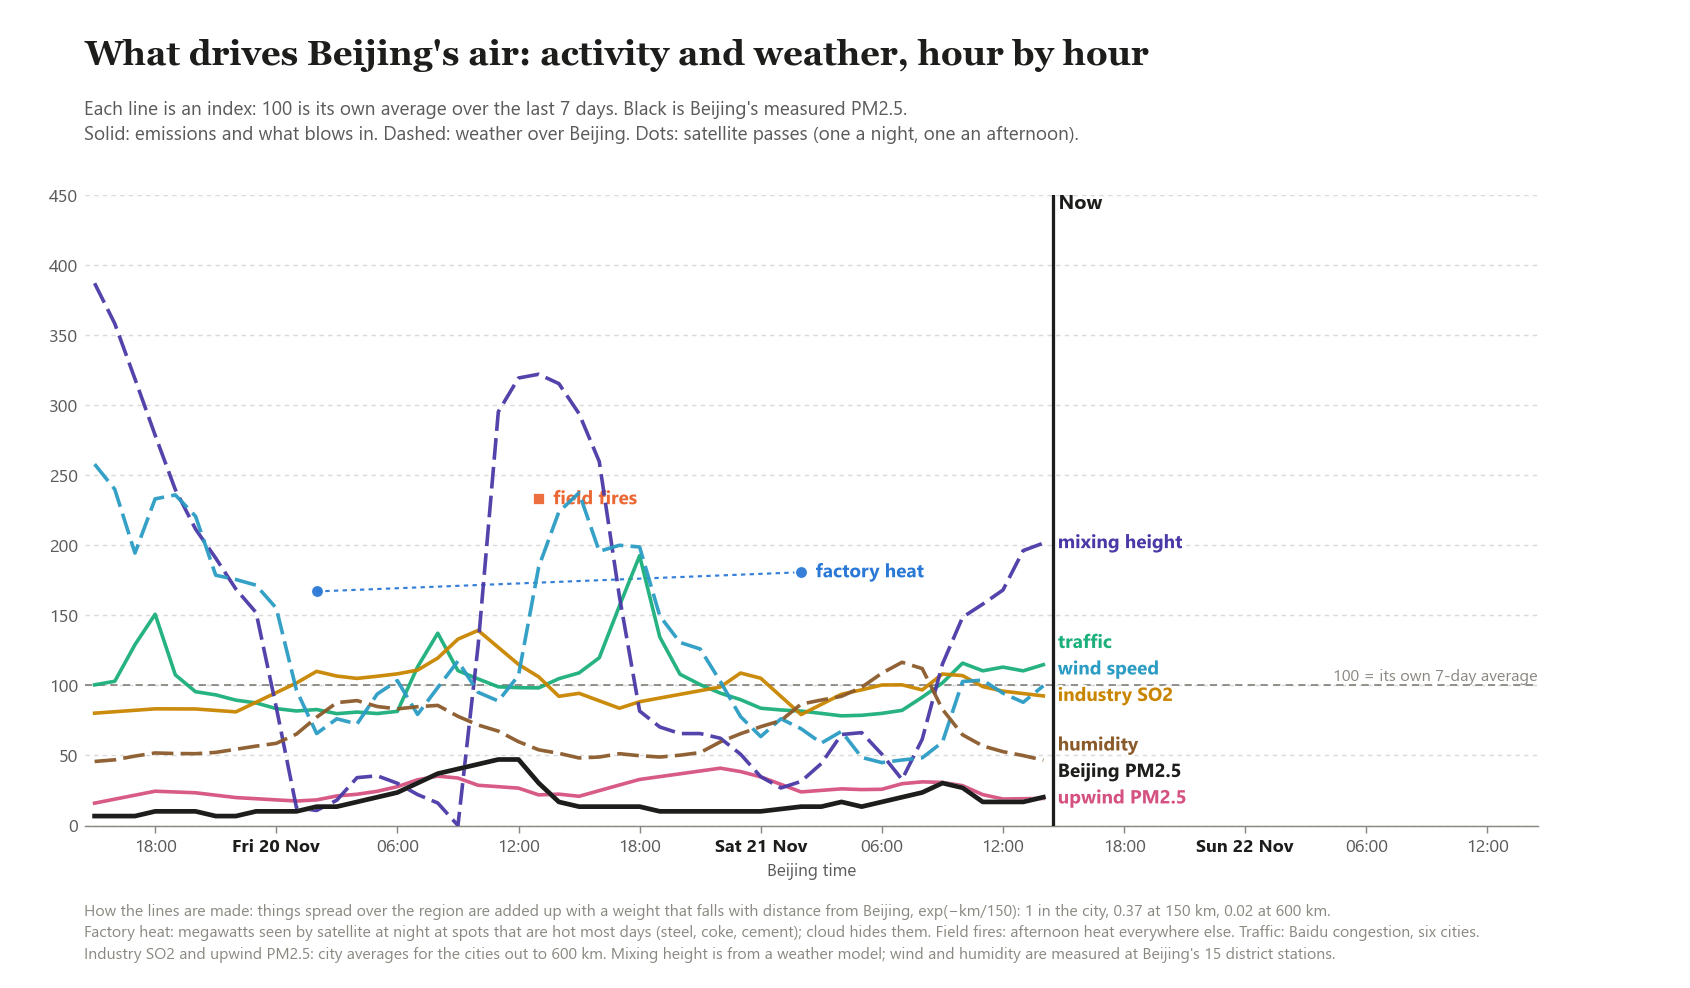 What drives Beijing's air: activity and weather, hour by hour
Each line is an index: 100 is its own average over the last 7 days. Black is Beijing's measured PM2.5.
Solid: emissions and what blows in. Dashed: weather over Beijing. Dots: satellite passes (one a night, one an afternoon).
450
Now
400
350
300
250
field fires
200
mixing height
factory heat
150
traffic
wind speed
100 = its own 7-day average
100
industry SO2
50
humidity
Beijing PM2.5
upwind PM2.5
0
18:00 Fri 20 Nov 06:00 12:00 18:00 Sat 21 Nov 06:00 12:00 18:00 Sun 22 Nov 06:00 12:00
Beijing time
How the lines are made: things spread over the region are added up with a weight that falls with distance from Beijing, exp(−km/150): 1 in the city, 0.37 at 150 km, 0.02 at 600 km.
Factory heat: megawatts seen by satellite at night at spots that are hot most days (steel, coke, cement); cloud hides them. Field fires: afternoon heat everywhere else. Traffic: Baidu congestion, six cities.
Industry SO2 and upwind PM2.5: city averages for the cities out to 600 km. Mixing height is from a weather model; wind and humidity are measured at Beijing's 15 district stations.